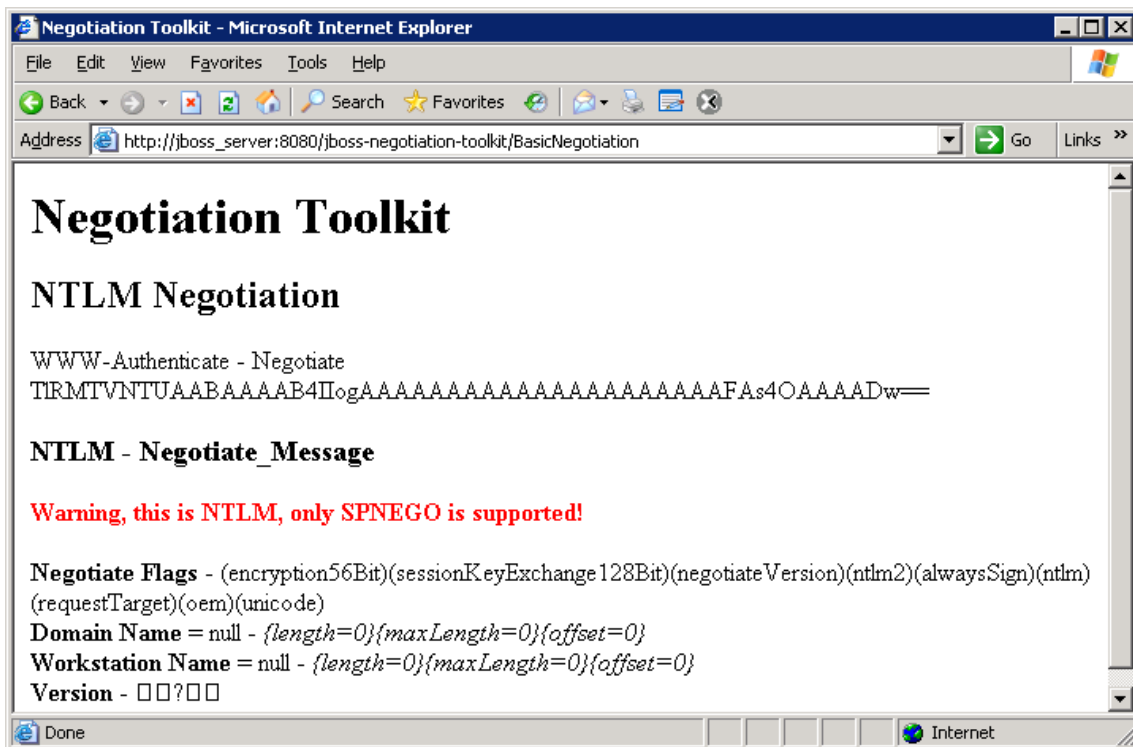 Negotiation Toolkit - Microsoft Internet Explorer
File Edit View Favorites Tools Help
Back Search Favorites
Address http://jboss_server:8080/jboss-negotiation-toolkit/BasicNegotiation Go Links »
Negotiation Toolkit
NTLM Negotiation
WWW-Authenticate - Negotiate
TlRMTVNTUAABAAAAB4IIogAAAAAAAAAAAAAAAAAAAAAFAs4OAAAADw==
NTLM - Negotiate_Message
Warning, this is NTLM, only SPNEGO is supported!
Negotiate Flags - (encryption56Bit)(sessionKeyExchange128Bit)(negotiateVersion)(ntlm2)(alwaysSign)(ntlm)
(requestTarget)(oem)(unicode)
Domain Name = null - {length=0}{maxLength=0}{offset=0}
Workstation Name = null - {length=0}{maxLength=0}{offset=0}
Version - □□?□□
Done Internet